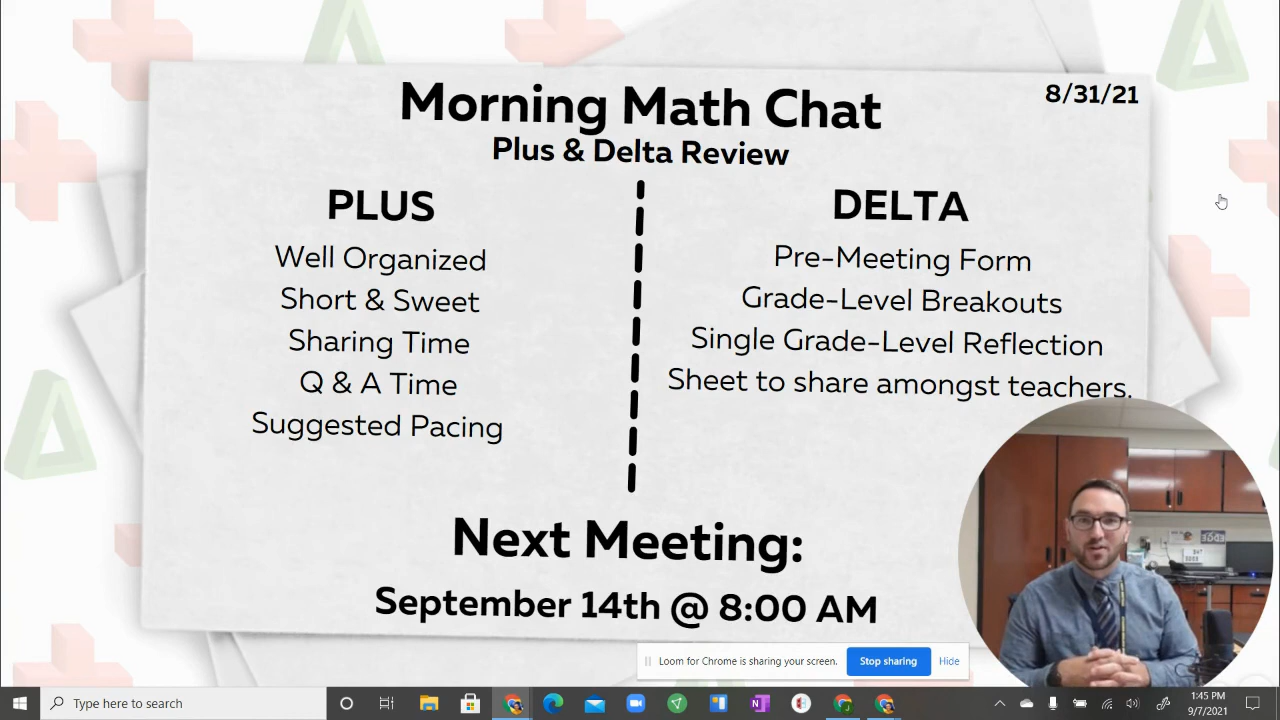 Morning Math Chat
8/31/21
Plus & Delta Review
PLUS
Well Organized
Short & Sweet
Sharing Time
Q & A Time
Suggested Pacing
DELTA
Pre-Meeting Form
Grade-Level Breakouts
Single Grade-Level Reflection
Sheet to share amongst teachers.
Next Meeting:
September 14th @ 8:00 AM
Loom for Chrome is sharing your screen.
Stop sharing
Hide
Type here to search
1:45 PM
9/7/2021